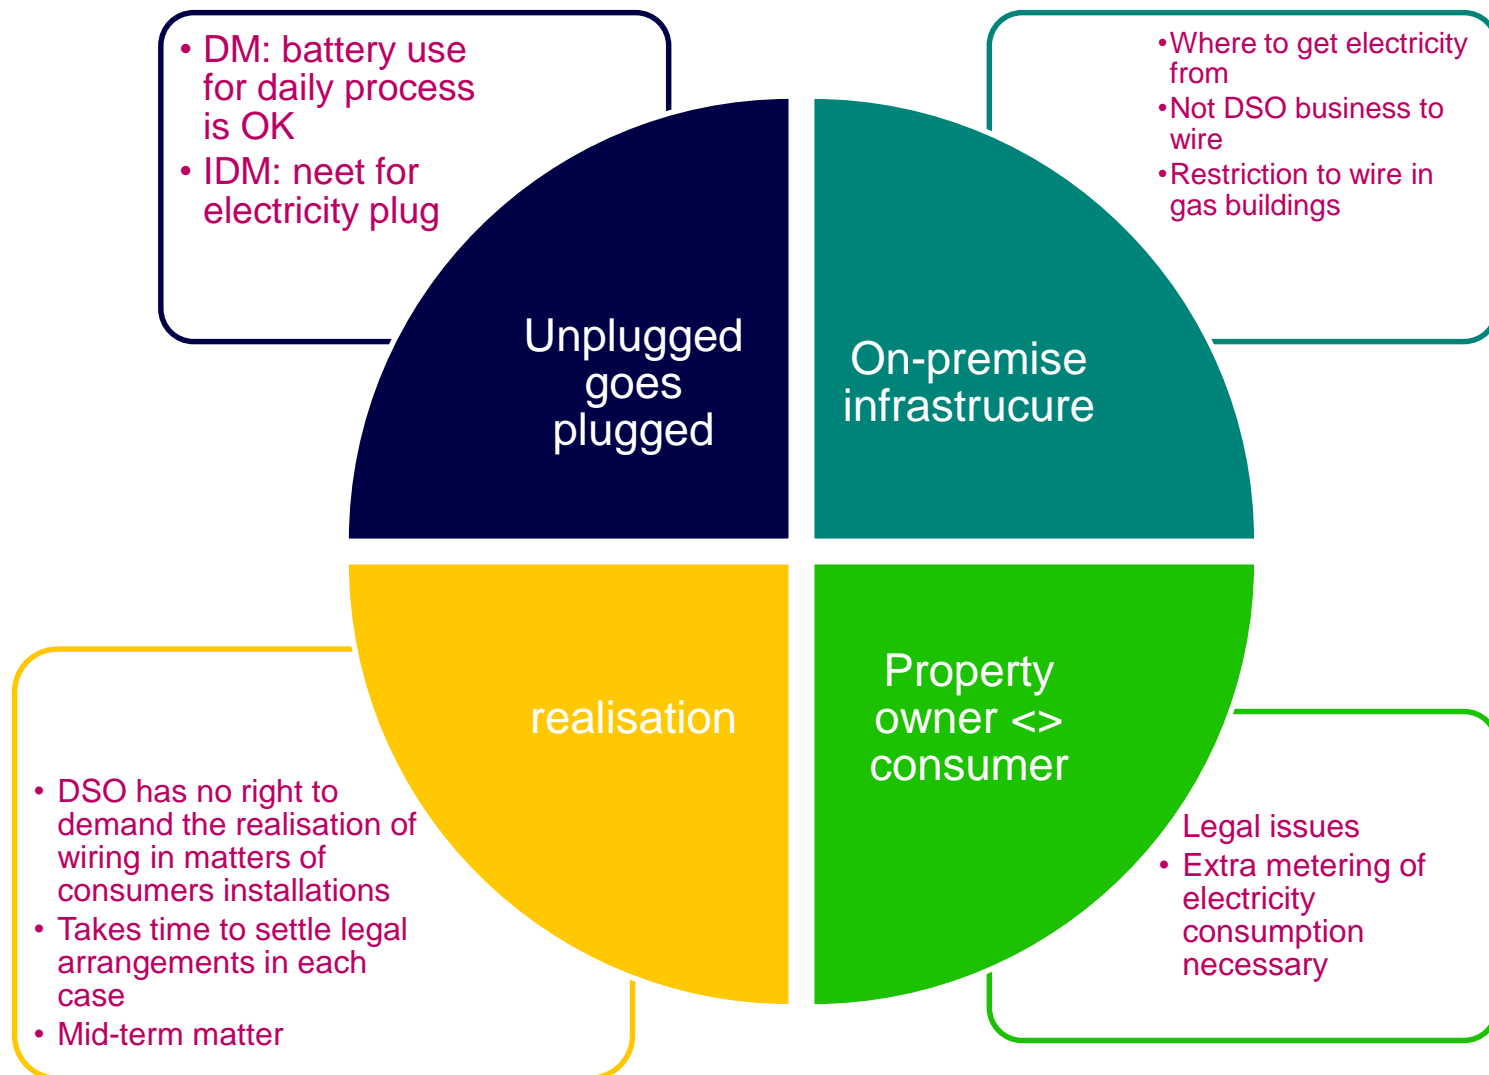 • DM: battery use
for daily process
is OK
• IDM: neet for
electricity plug
•Where to get electricity
from
•Not DSO business to
wire
•Restriction to wire in
gas buildings
Unplugged
goes
plugged
On-premise
infrastrucure
realisation
Property
owner <>
consumer
• DSO has no right to
demand the realisation of
wiring in matters of
consumers installations
• Takes time to settle legal
arrangements in each
case
• Mid-term matter
Legal issues
• Extra metering of
electricity
consumption
necessary